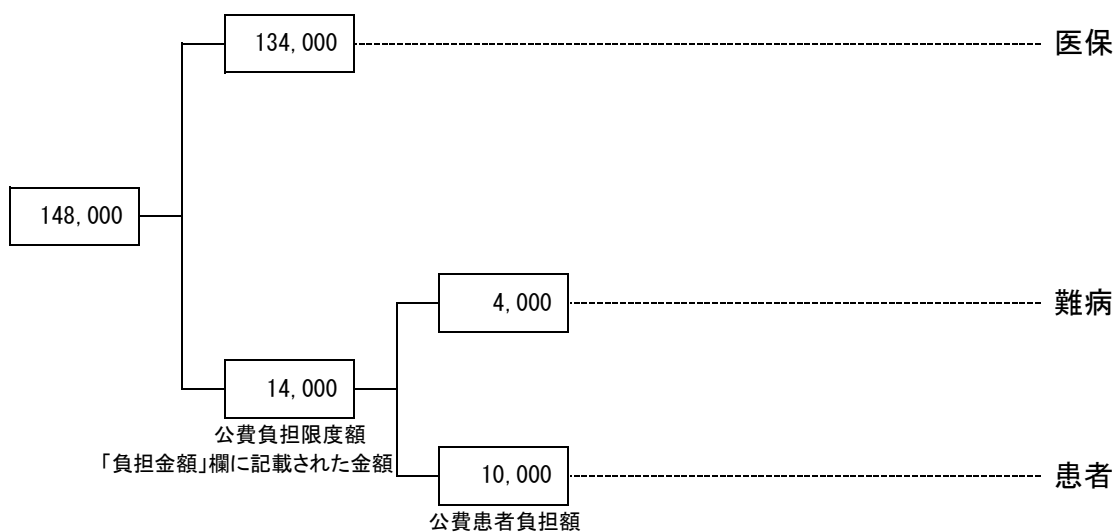 134,000
医保
148,000
4,000
難病
14,000
公費負担限度額
「負担金額」欄に記載された金額
10,000
患者
公費患者負担額